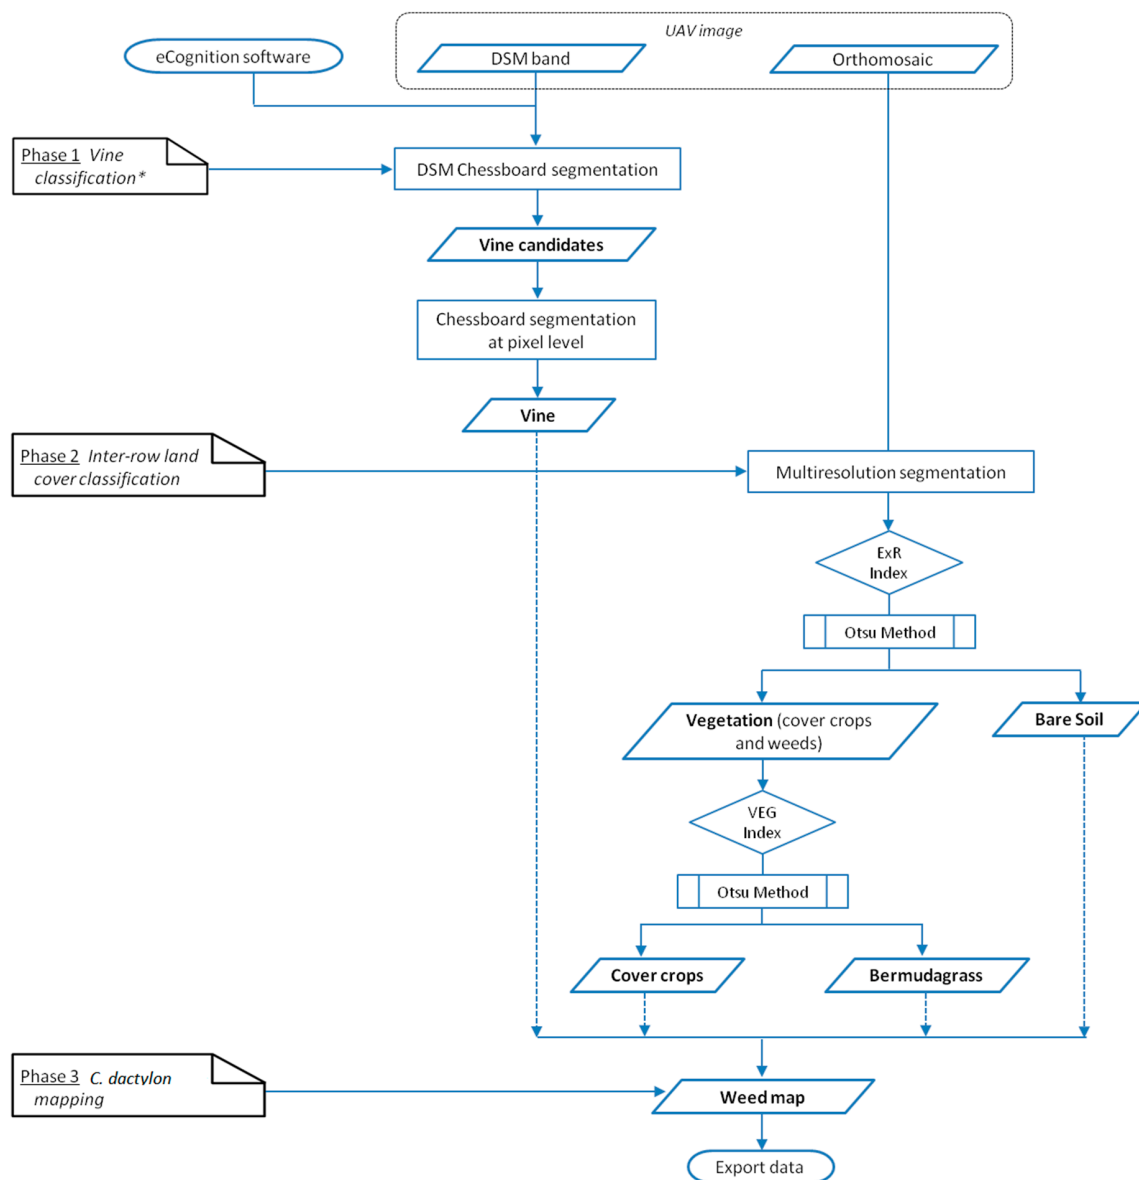 UAV image
eCognition software
DSM band
Orthomosaic
Phase 1 Vine
classification*
DSM Chessboard segmentation
Vine candidates
Chessboard segmentation
at pixel level
Vine
Phase 2 Inter-row land
cover classification
Multiresolution segmentation
ExR
Index
Otsu Method
Vegetation (cover crops
and weeds)
Bare Soil
VEG
Index
Otsu Method
Cover crops
Bermudagrass
Phase 3 C. dactylon
mapping
Weed map
Export data